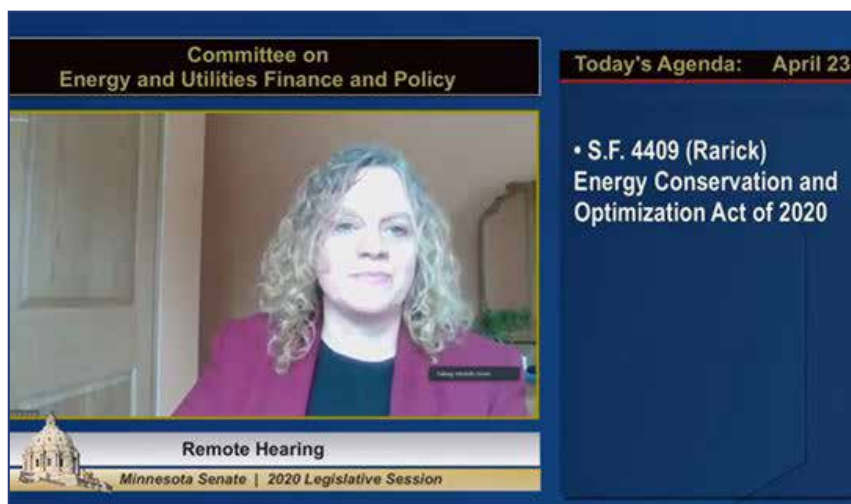 Committee on
Energy and Utilities Finance and Policy
Today's Agenda: April 23
• S.F. 4409 (Rarick)
Energy Conservation and
Optimization Act of 2020
Remote Hearing
Minnesota Senate | 2020 Legislative Session